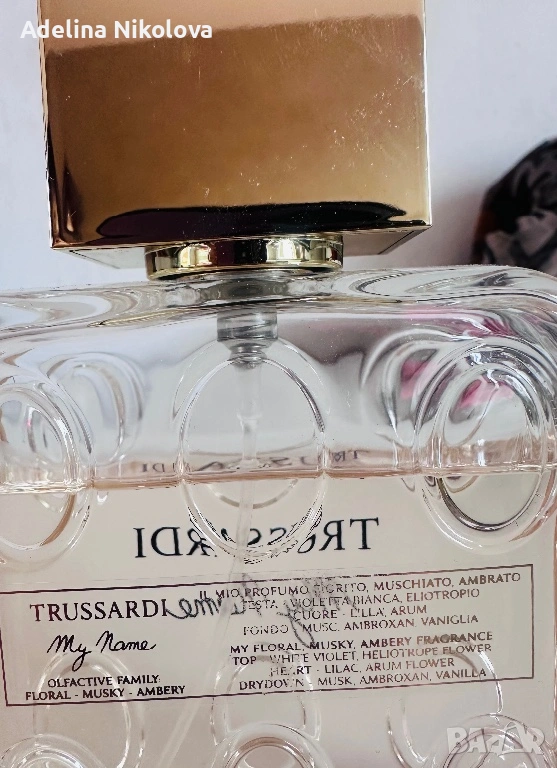 Adelina Nikolova
TRUSSARDI
TRUSSARDI
TRUSSARDI
My Name
OLFACTIVE FAMILY:
FLORAL - MUSKY - AMBERY
MIO PROFUMO FIORITO, MUSCHIATO, AMBRATO
TESTA - VIOLETTA BIANCA, ELIOTROPIO
CUORE - LILLA, ARUM
FONDO - MUSC, AMBROXAN, VANIGLIA
MY FLORAL, MUSKY, AMBERY FRAGRANCE
TOP - WHITE VIOLET, HELIOTROPE FLOWER
HEART - LILAC, ARUM FLOWER
DRYDOWN - MUSK, AMBROXAN, VANILLA
BAZAR